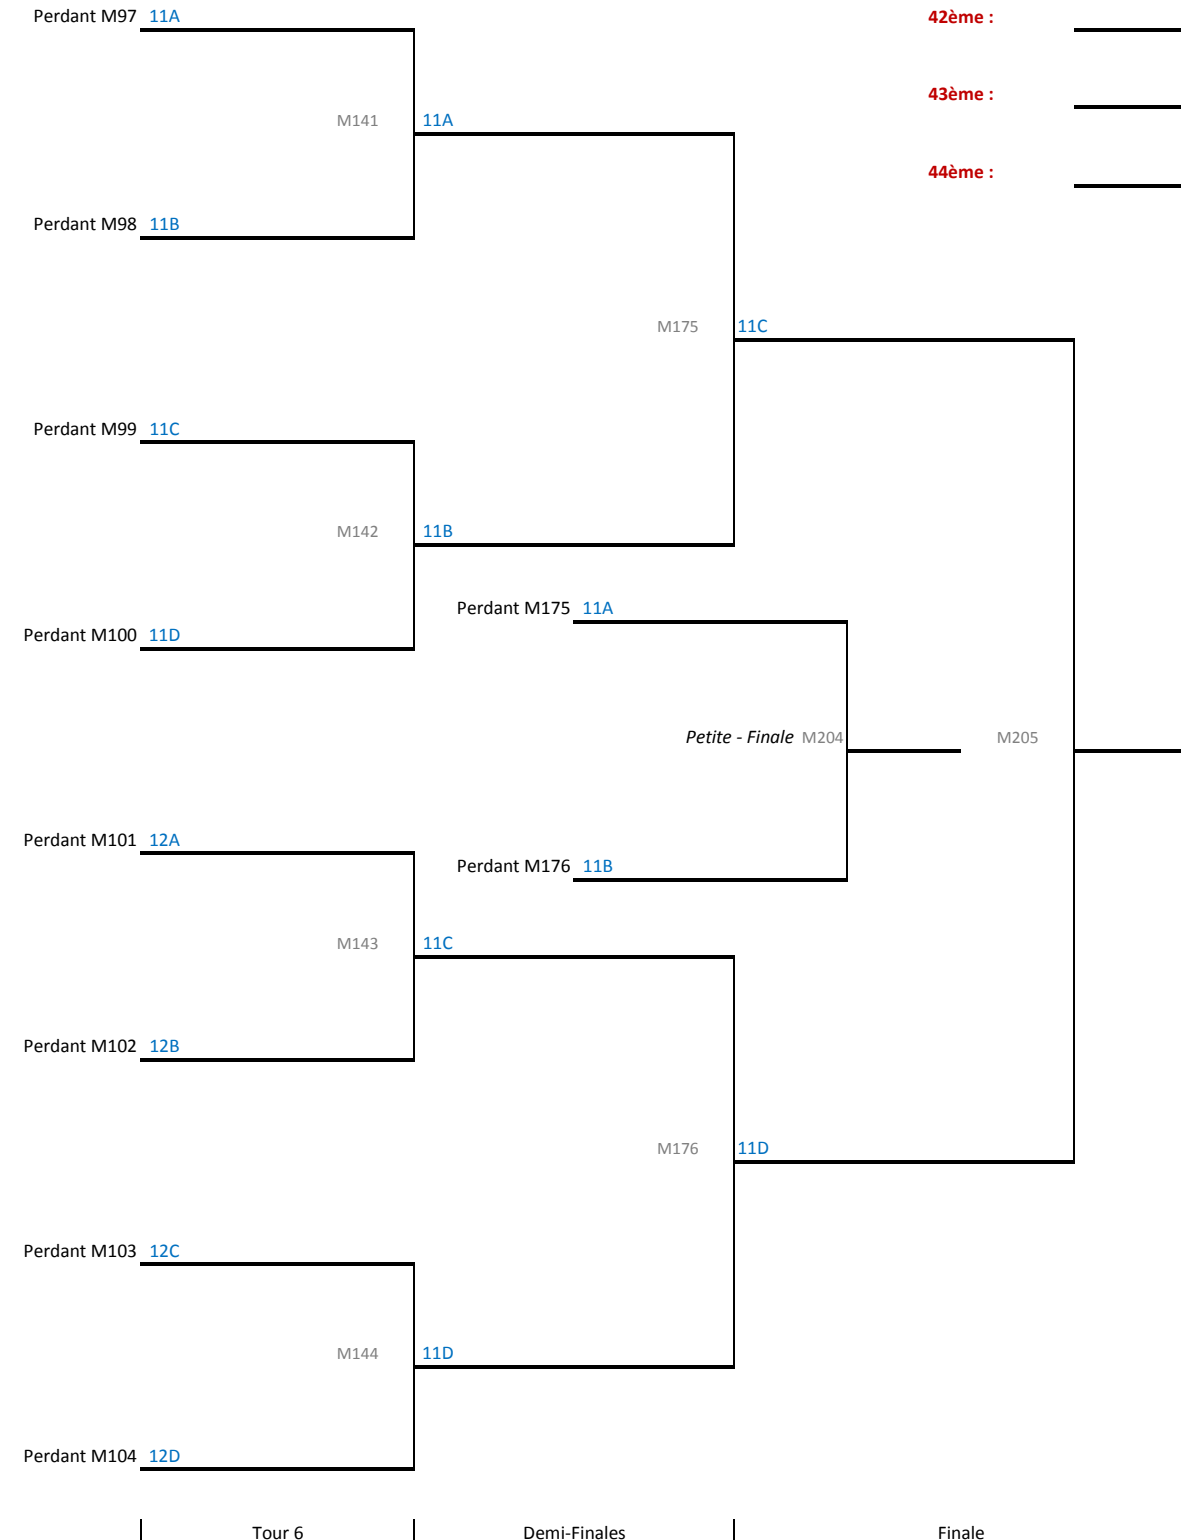 Perdant M97 11A
42ème :
43ème :
M141 11A
44ème :
Perdant M98 11B
M175 11C
Perdant M99 11C
M142 11B
Perdant M175 11A
Perdant M100 11D
Petite - Finale M204 M205
Perdant M101 12A
Perdant M176 11B
M143 11C
Perdant M102 12B
M176 11D
Perdant M103 12C
M144 11D
Perdant M104 12D
Tour 6 Demi-Finales Finale